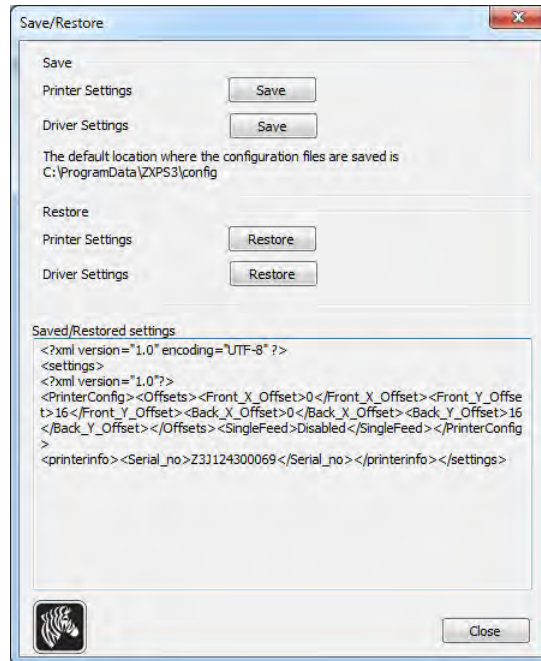 Save/Restore
Save
Printer Settings
Save
Driver Settings
Save
The default location where the configuration files are saved is
C:\ProgramData\ZXPS3\config
Restore
Printer Settings
Restore
Driver Settings
Restore
Saved/Restored settings
<?xml version="1.0" encoding="UTF-8" ?>
<settings>
<?xml version="1.0"?>
<PrinterConfig><Offsets><Front_X_Offset>0</Front_X_Offset><Front_Y_Offse
t>16</Front_Y_Offset><Back_X_Offset>0</Back_X_Offset><Back_Y_Offset>16
</Back_Y_Offset></Offsets><SingleFeed>Disabled</SingleFeed></PrinterConfig
>
<printerinfo><Serial_no>Z3J124300069</Serial_no></printerinfo></settings>
Close